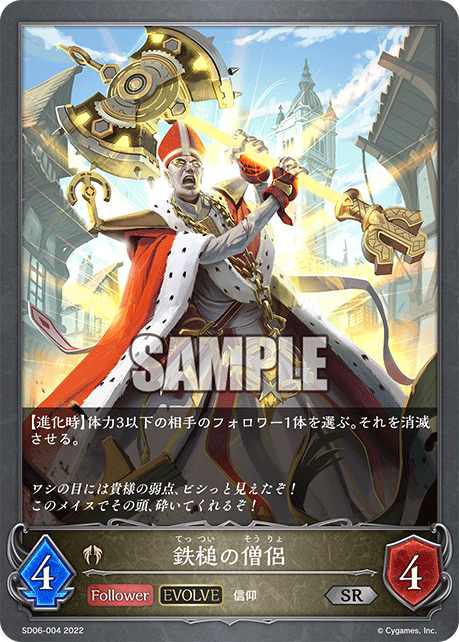 SAMPLE
【進化時】体力3以下の相手のフォロワー1体を選ぶ。それを消滅
させる。
ワシの目には貴様の弱点、ビシっと見えたぞ!
このメイスでその頭、砕いてくれるぞ!
てっつい そうりょ
鉄槌の僧侶
4
Follower EVOLVE 信仰
SR
4
SD06-004 2022
© Cygames, Inc.